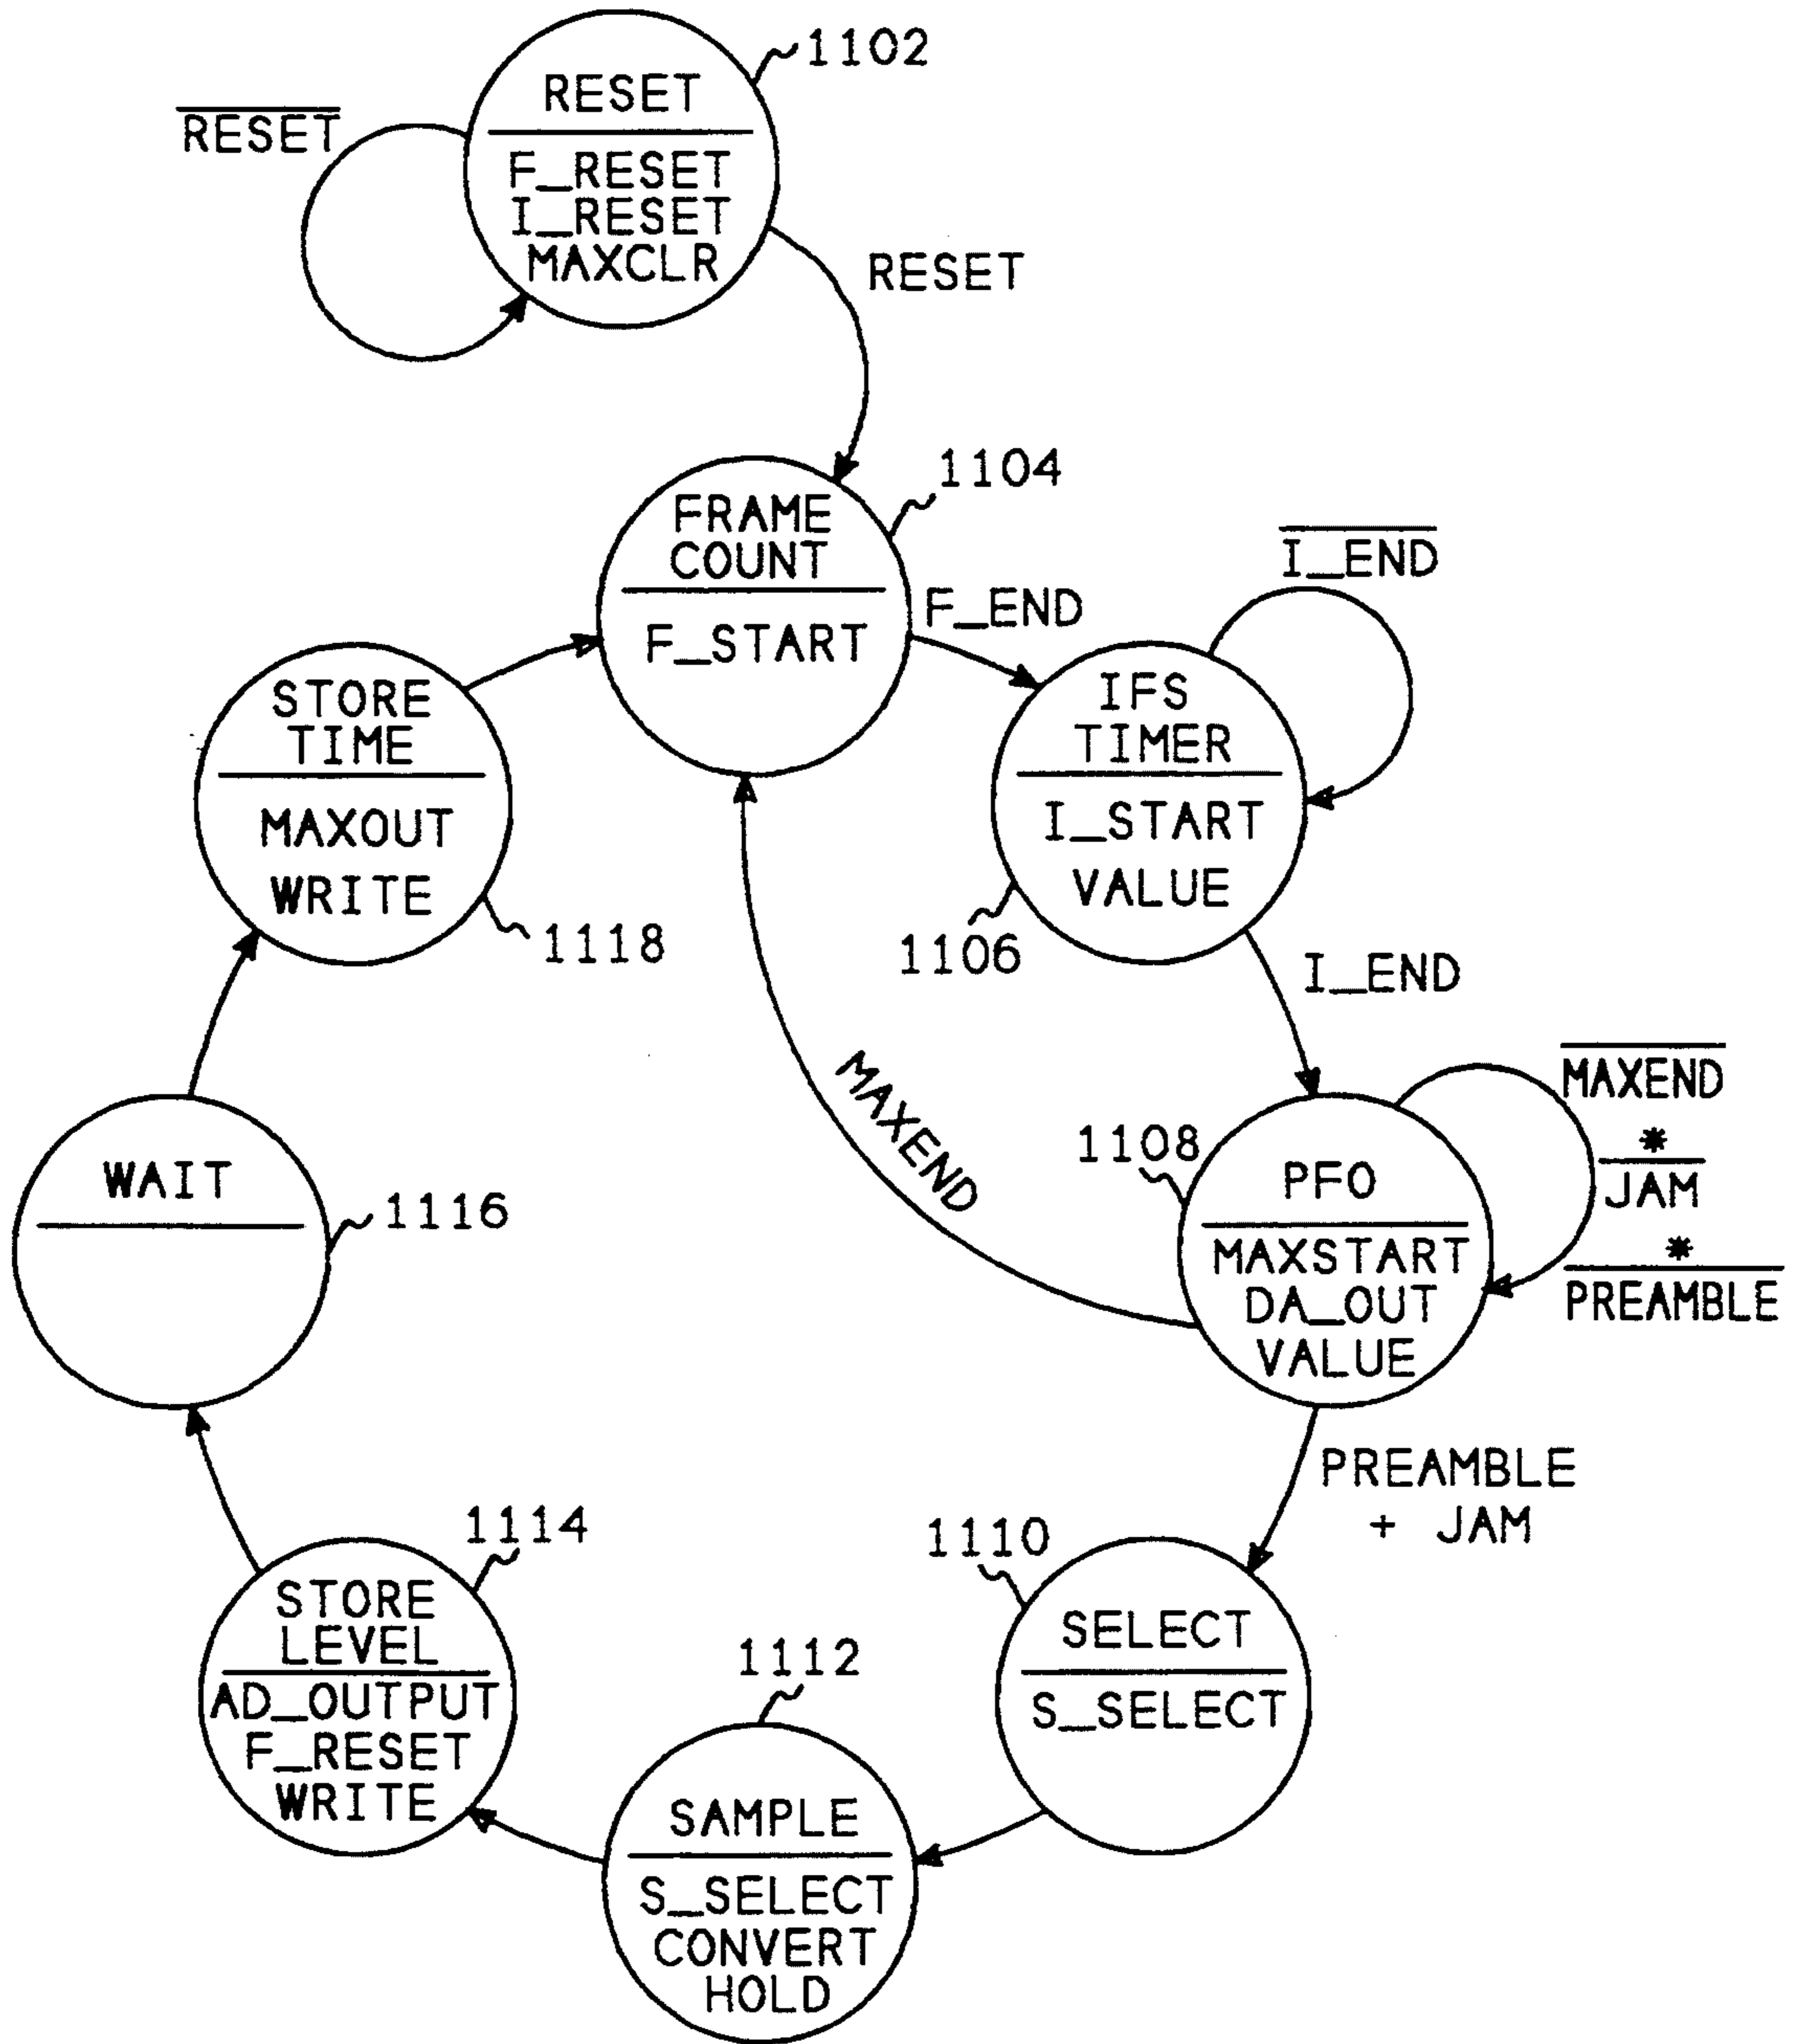 1102
RESET
RESET
F_RESET
I_RESET
MAXCLR
RESET
1104
FRAME
COUNT
F_START
F_END
I_END
STORE
TIME
MAXOUT
WRITE
1118
IFS
TIMER
I_START
VALUE
1106
I_END
MAXEND
MAXEND
*
JAM
*
PREAMBLE
1108
PFO
MAXSTART
DA_OUT
VALUE
WAIT
1116
PREAMBLE
+ JAM
1114
STORE
LEVEL
AD_OUTPUT
F_RESET
WRITE
1110
SELECT
S_SELECT
1112
SAMPLE
S_SELECT
CONVERT
HOLD